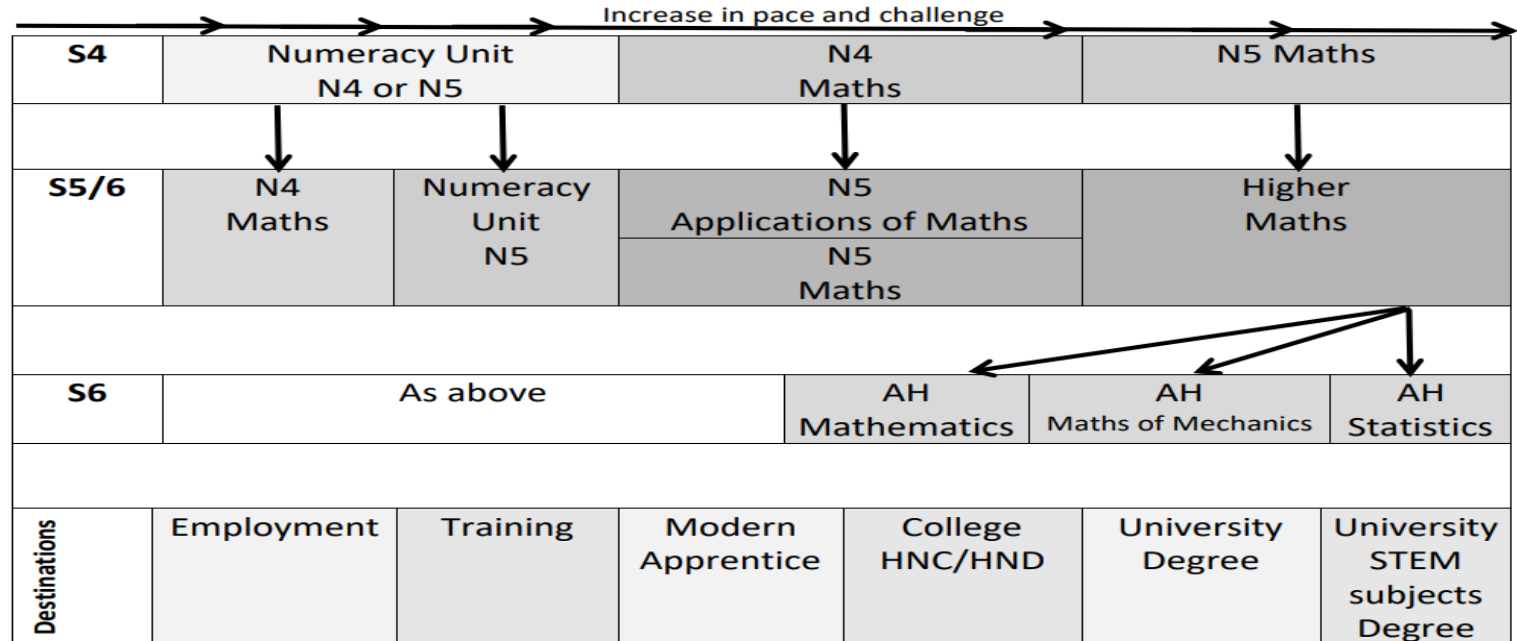 Increase in pace and challenge
S4
Numeracy Unit
N4 or N5
N4
Maths
N5 Maths
S5/6
N4
Maths
Numeracy
Unit
N5
N5
Applications of Maths
N5
Maths
Higher
Maths
S6
As above
AH
Mathematics
AH
Maths of Mechanics
AH
Statistics
Destinations
Employment
Training
Modern
Apprentice
College
HNC/HND
University
Degree
University
STEM
subjects
Degree